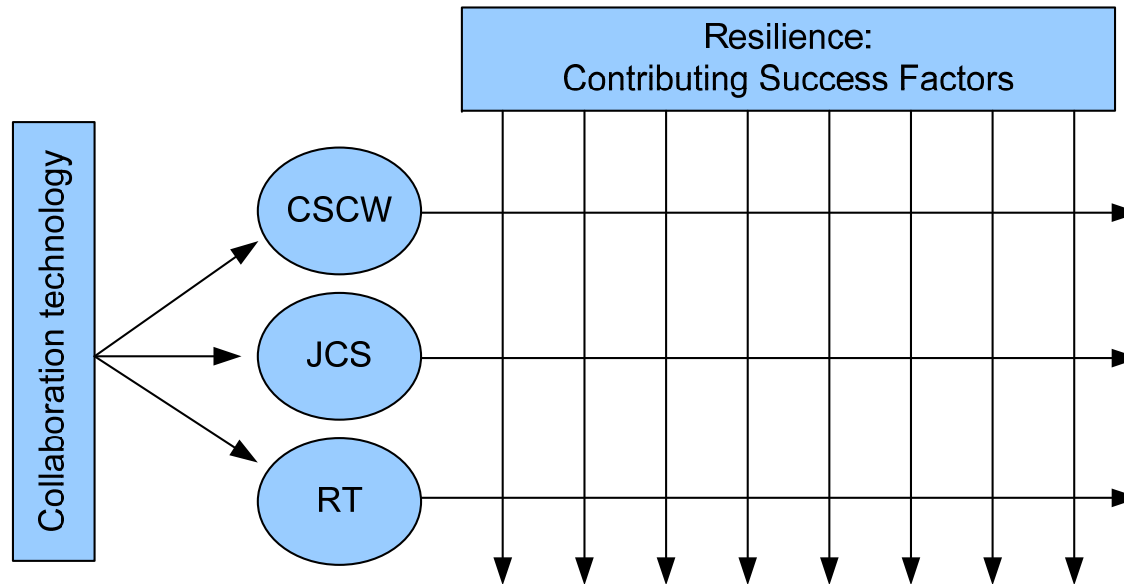 Resilience:
Contributing Success Factors
Collaboration technology
CSCW
JCS
RT